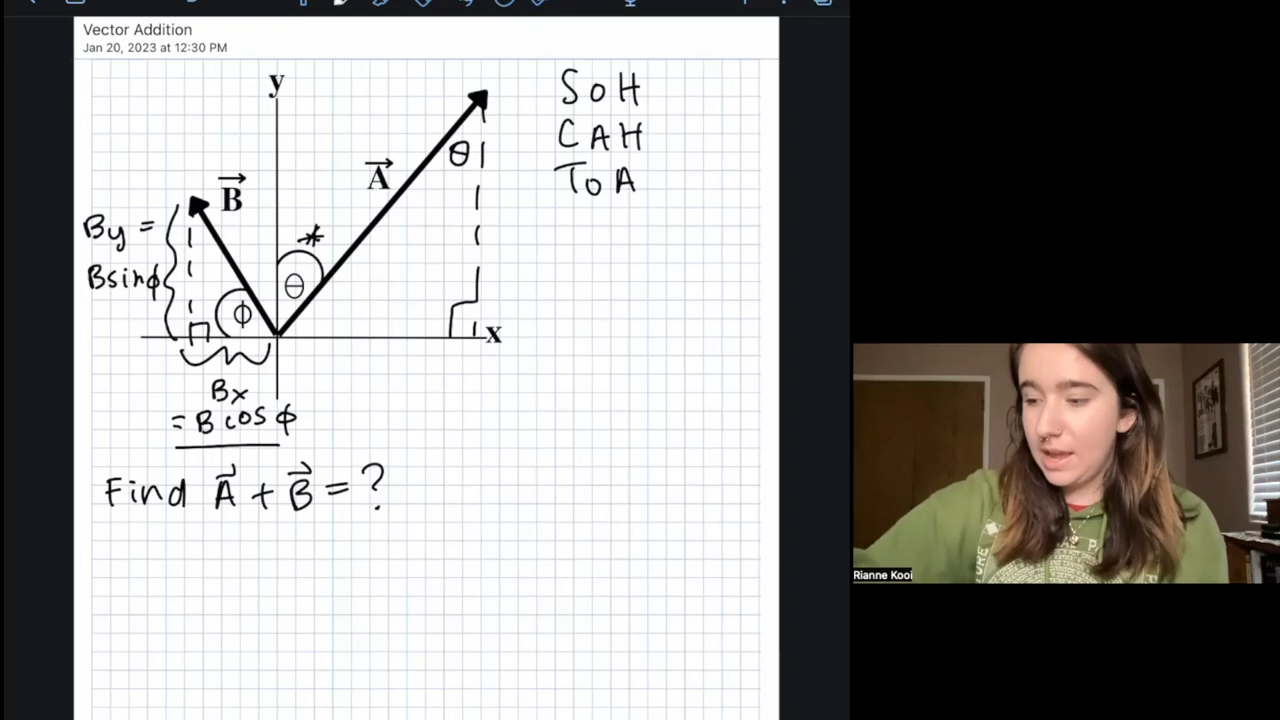 Vector Addition
Jan 20, 2023 at 12:30 PM
y
SOH
CAH
TOA
θ
A
B
By =
Bsinϕ
*
θ
ϕ
x
Bx
= B cos ϕ
Find A + B = ?
Rianne Kooi